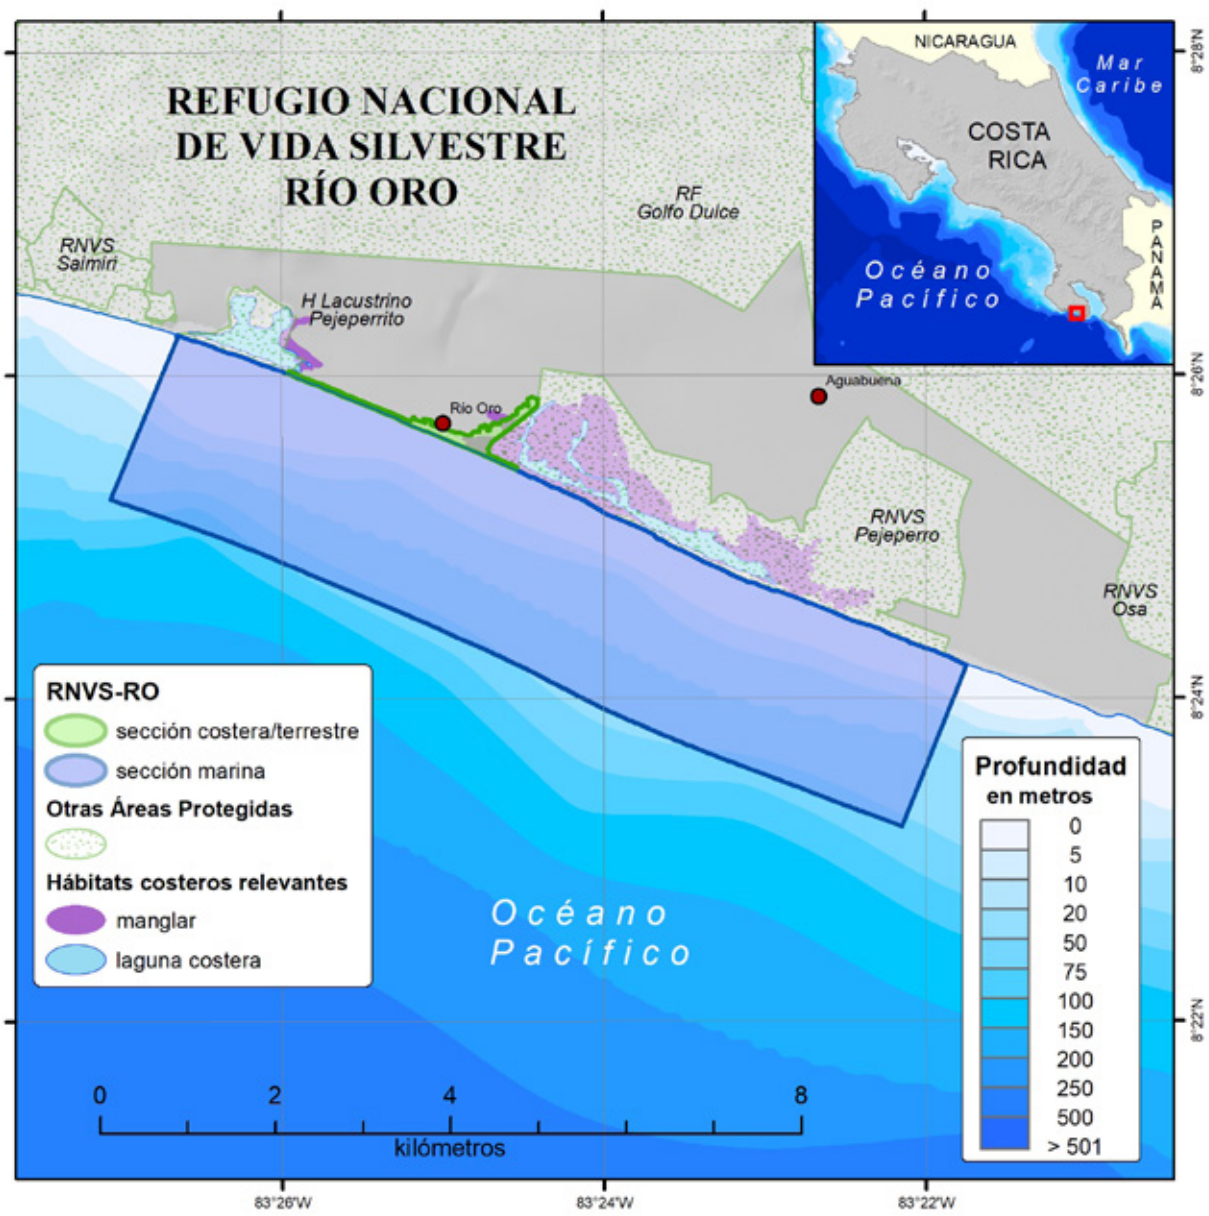 REFUGIO NACIONAL
DE VIDA SILVESTRE
RÍO ORO
NICARAGUA
Mar
Caribe
COSTA
RICA
PANAMÁ
Océano
Pacífico
RF
Golfo Dulce
RNVS
Saimiri
H Lacustrino
Pejeperrito
Río Oro
Aguabuena
RNVS
Pejeperro
RNVS
Osa
8°28'N
8°26'N
8°24'N
8°22'N
RNVS-RO
sección costera/terrestre
sección marina
Otras Áreas Protegidas
Hábitats costeros relevantes
manglar
laguna costera
Océano
Pacífico
Profundidad
en metros
0
5
10
20
50
75
100
150
200
250
500
> 501
0 2 4 8
kilómetros
83°26'W 83°24'W 83°22'W